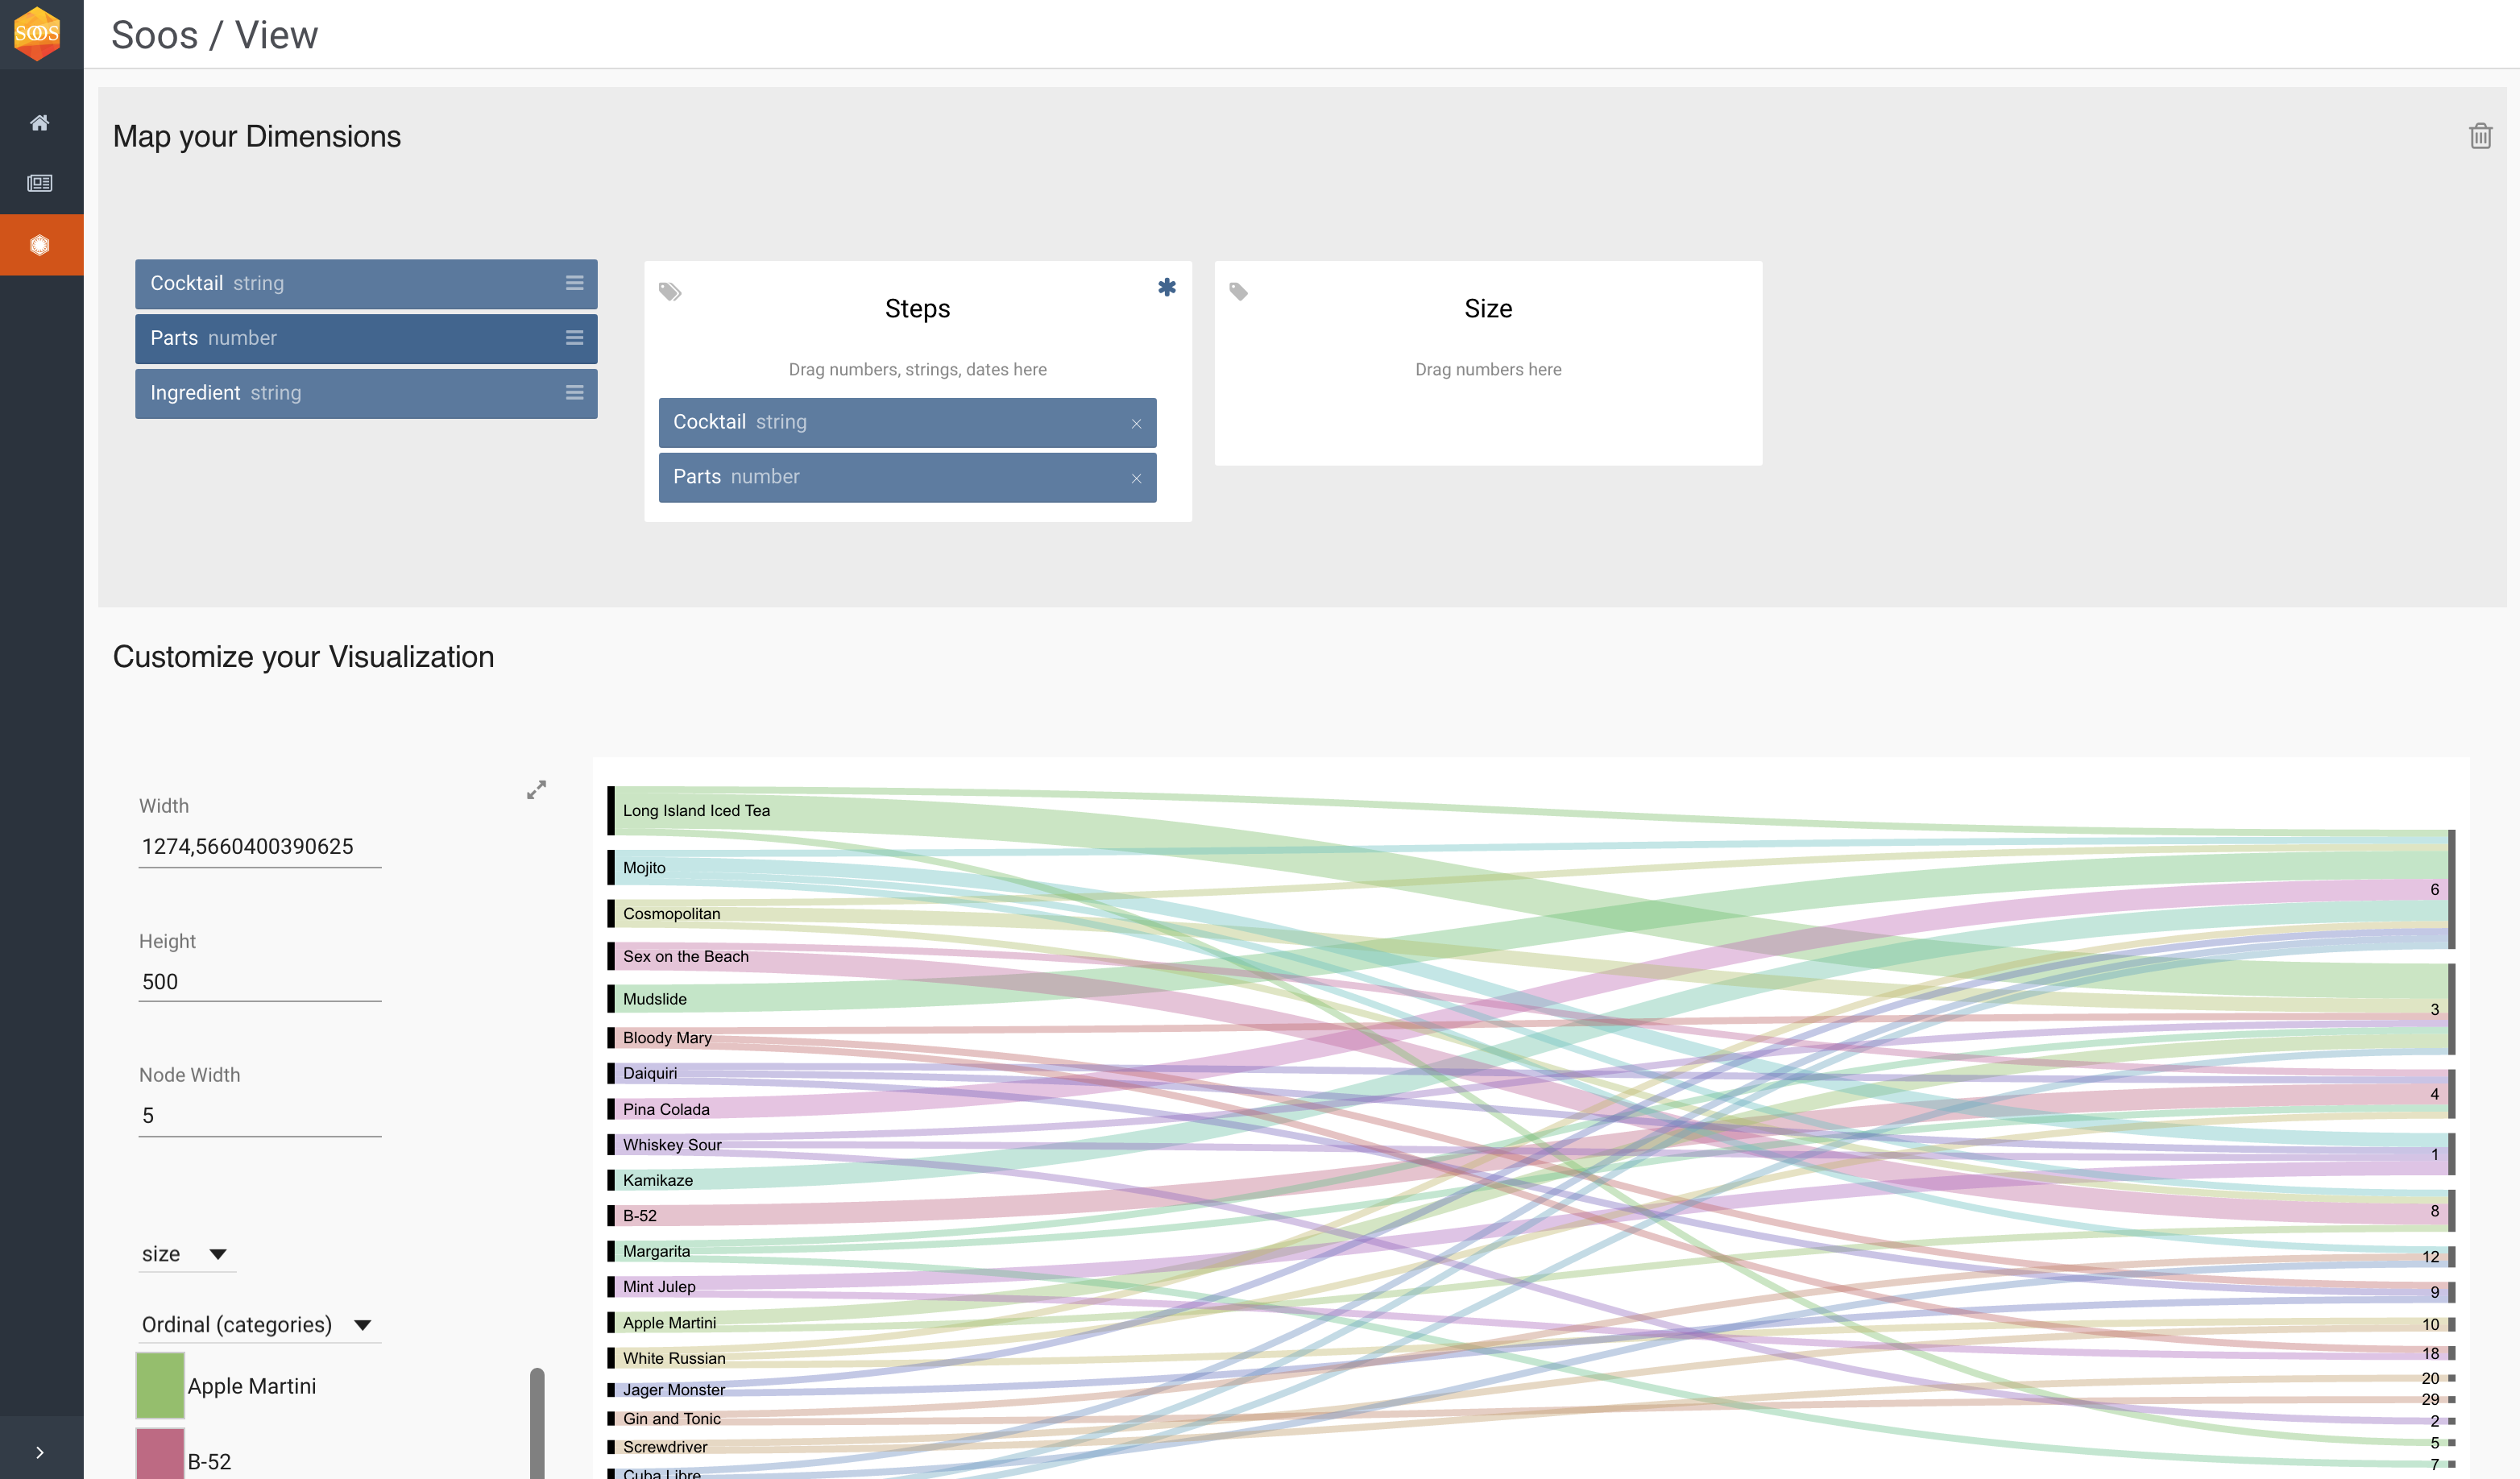 SOOS
Soos / View
Map your Dimensions
Cocktail string
Parts number
Ingredient string
Steps
Drag numbers, strings, dates here
Cocktail string
Parts number
Size
Drag numbers here
Customize your Visualization
Width
1274,5660400390625
Height
500
Node Width
5
size
Ordinal (categories)
Apple Martini
B-52
Long Island Iced Tea
Mojito
Cosmopolitan
Sex on the Beach
Mudslide
Bloody Mary
Daiquiri
Pina Colada
Whiskey Sour
Kamikaze
B-52
Margarita
Mint Julep
Apple Martini
White Russian
Jager Monster
Gin and Tonic
Screwdriver
Cuba Libre
6
3
4
1
8
12
9
10
18
20
29
2
5
7